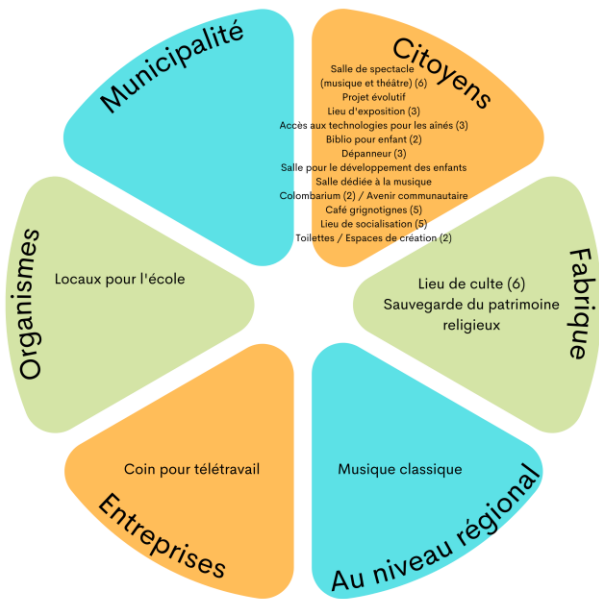 Municipalité
Citoyens
Salle de spectacle
(musique et théâtre) (6)
Projet évolutif
Lieu d'exposition (3)
Accès aux technologies pour les aînés (3)
Biblio pour enfant (2)
Dépanneur (3)
Salle pour le développement des enfants
Salle dédiée à la musique
Colombarium (2) / Avenir communautaire
Café grignotignes (5)
Lieu de socialisation (5)
Toilettes / Espaces de création (2)
Organismes
Locaux pour l'école
Fabrique
Lieu de culte (6)
Sauvegarde du patrimoine
religieux
Entreprises
Coin pour télétravail
Au niveau régional
Musique classique